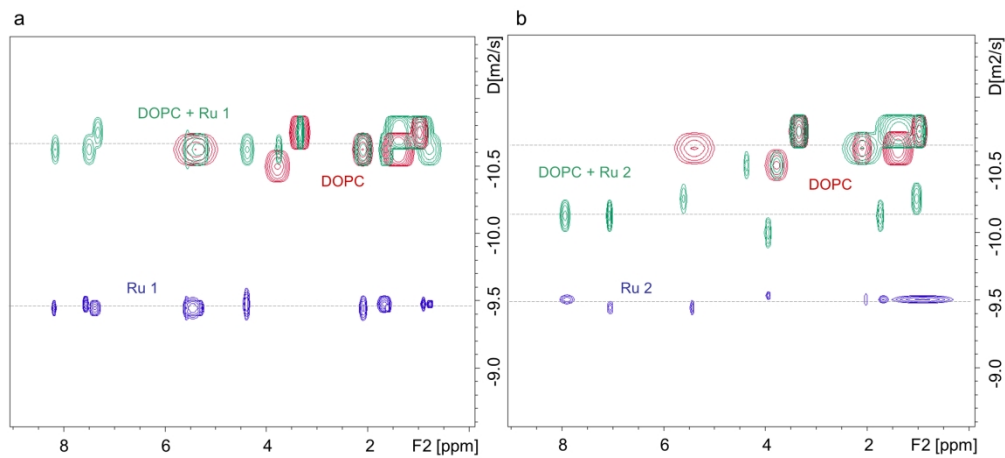 a
D[m2/s]
DOPC + Ru 1
-10.5
DOPC
-10.0
Ru 1
-9.5
-9.0
8
6
4
2
F2 [ppm]
b
D[m2/s]
-10.5
DOPC + Ru 2
DOPC
-10.0
Ru 2
-9.5
-9.0
8
6
4
2
F2 [ppm]